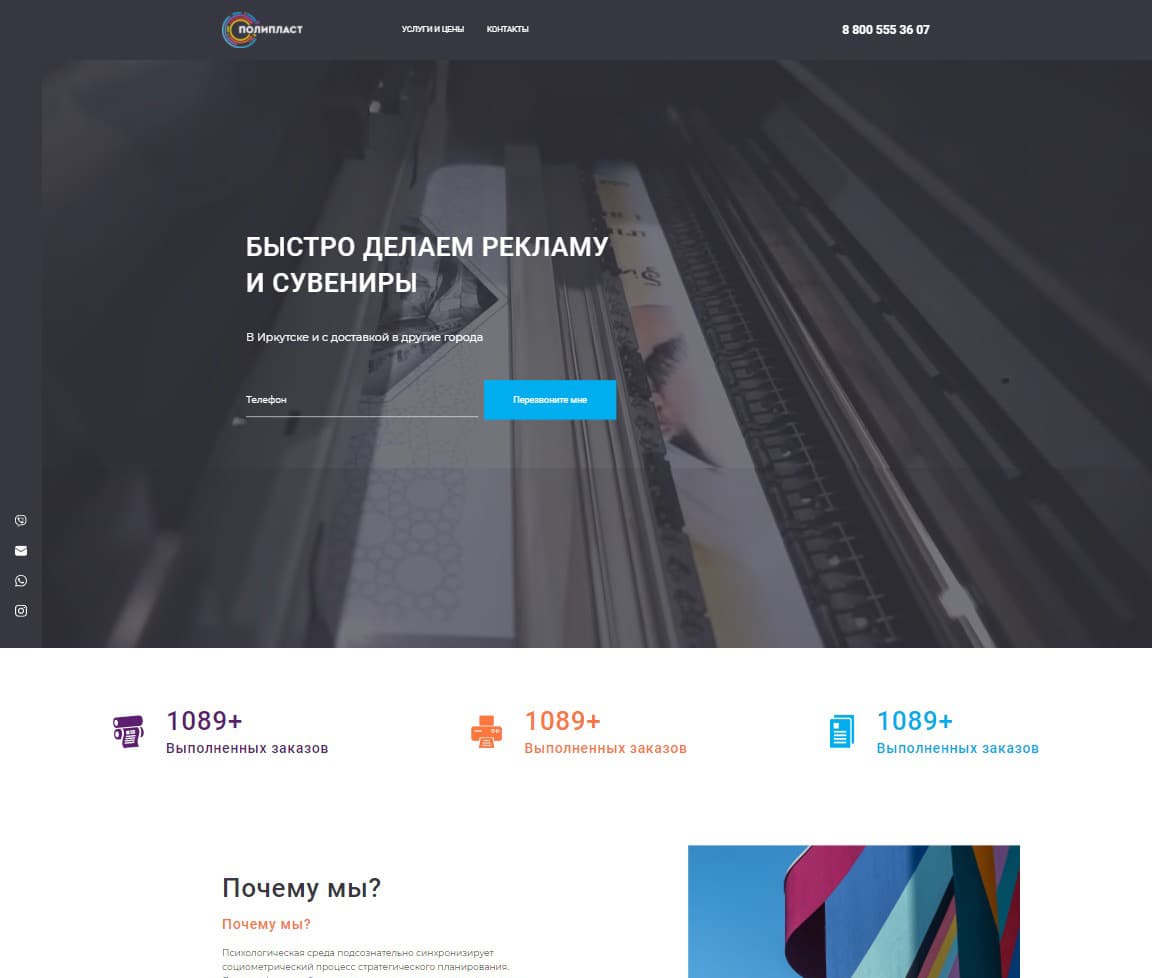 ПОЛИПЛАСТ
УСЛУГИ И ЦЕНЫ
КОНТАКТЫ
8 800 555 36 07
БЫСТРО ДЕЛАЕМ РЕКЛАМУ
И СУВЕНИРЫ
В Иркутске и с доставкой в другие города
Телефон
Перезвоните мне
1089+
Выполненных заказов
1089+
Выполненных заказов
1089+
Выполненных заказов
Почему мы?
Почему мы?
Психологическая среда подсознательно синхронизирует
социометрический процесс стратегического планирования.